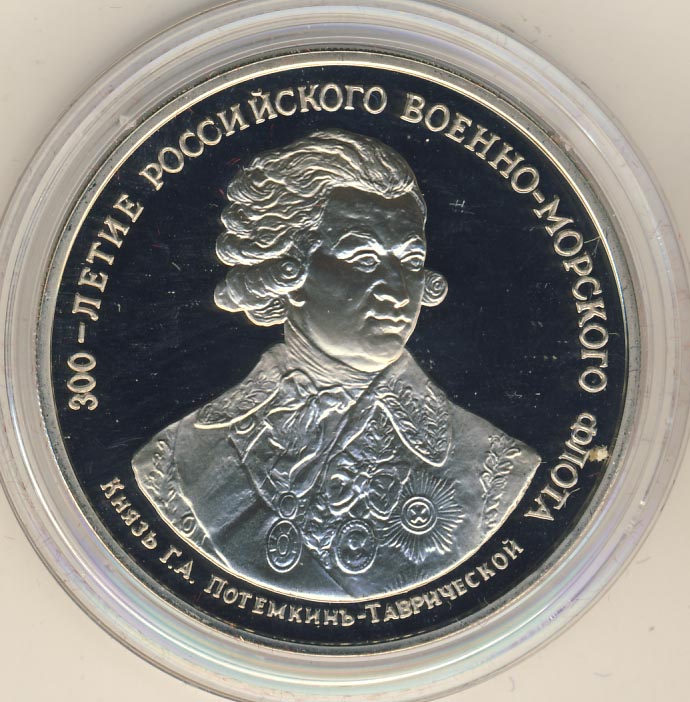 300-ЛЕТИЕ РОССИЙСКОГО ВОЕННО-МОРСКОГО ФЛОТА
КНЯЗЬ Г.А. ПОТЕМКИНЪ-ТАВРИЧЕСКОЙ